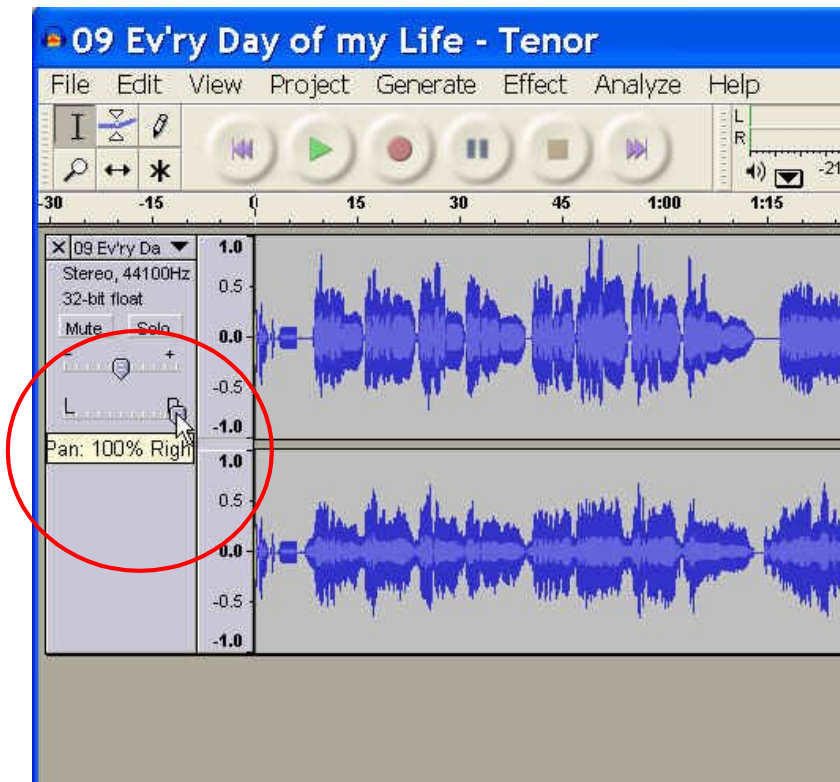 09 Ev'ry Day of my Life - Tenor
File Edit View Project Generate Effect Analyze Help
L
R
-21
-30 -15 0 15 30 45 1:00 1:15
09 Ev'ry Da
Stereo, 44100Hz
32-bit float
Mute Solo
- +
L R
Pan: 100% Righ
1.0
0.5
0.0
-0.5
-1.0
1.0
0.5
0.0
-0.5
-1.0